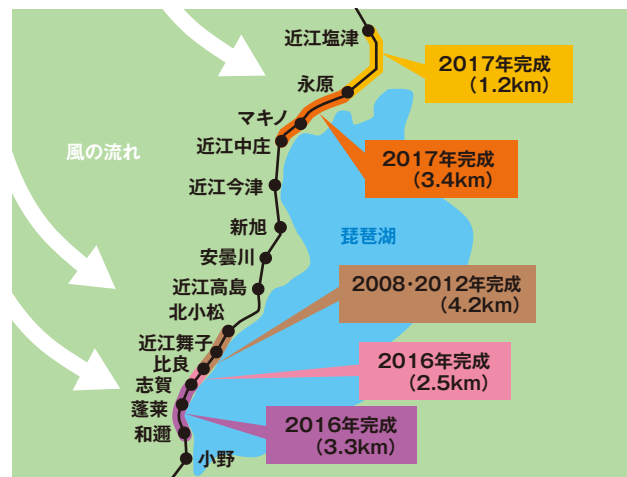 近江塩津
2017年完成
（1.2km）
永原
マキノ
近江中庄
2017年完成
（3.4km）
風の流れ
近江今津
新旭
琵琶湖
安曇川
近江高島
2008･2012年完成
（4.2km）
北小松
近江舞子
比良
2016年完成
（2.5km）
志賀
蓬莱
2016年完成
（3.3km）
和邇
小野